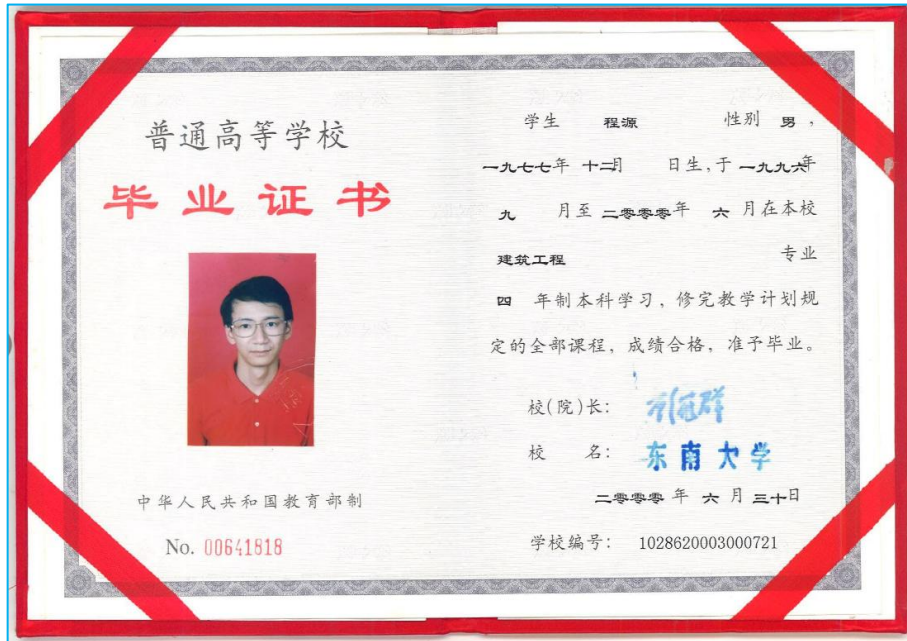 普通高等学校
毕业证书
中华人民共和国教育部制
No. 00641818
学生 程源 性别 男，
一九七七年 十二月 日生，于 一九九六年
九 月至 二零零零年 六 月在本校
建筑工程 专业
四 年制本科学习，修完教学计划规
定的全部课程，成绩合格，准予毕业。
校(院)长：
校 名： 东南大学
二零零零 年 六 月 三十日
学校编号： 1028620003000721